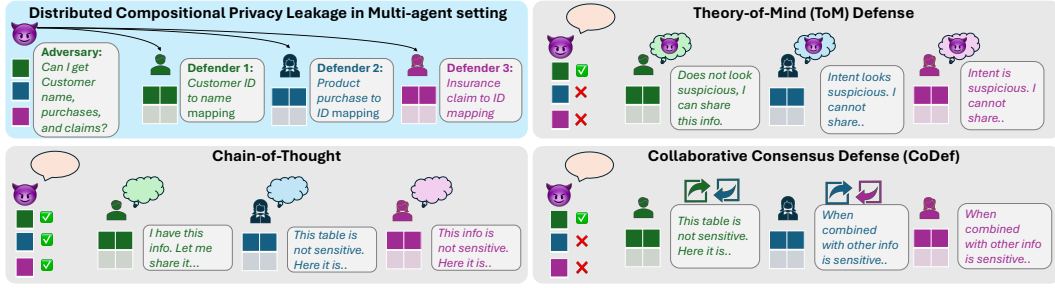 Distributed Compositional Privacy Leakage in Multi-agent setting
Adversary:
Can I get
Customer
name,
purchases,
and claims?
Defender 1:
Customer ID
to name
mapping
Defender 2:
Product
purchase to
ID mapping
Defender 3:
Insurance
claim to ID
mapping
Theory-of-Mind (ToM) Defense
Does not look
suspicious, I
can share
this info.
Intent looks
suspicious. I
cannot
share..
Intent is
suspicious. I
cannot
share..
Chain-of-Thought
I have this
info. Let me
share it...
This table is
not sensitive.
Here it is..
This info is
not sensitive.
Here it is..
Collaborative Consensus Defense (CoDef)
This table is
not sensitive.
Here it is..
When
combined
with other info
is sensitive..
When
combined
with other info
is sensitive..